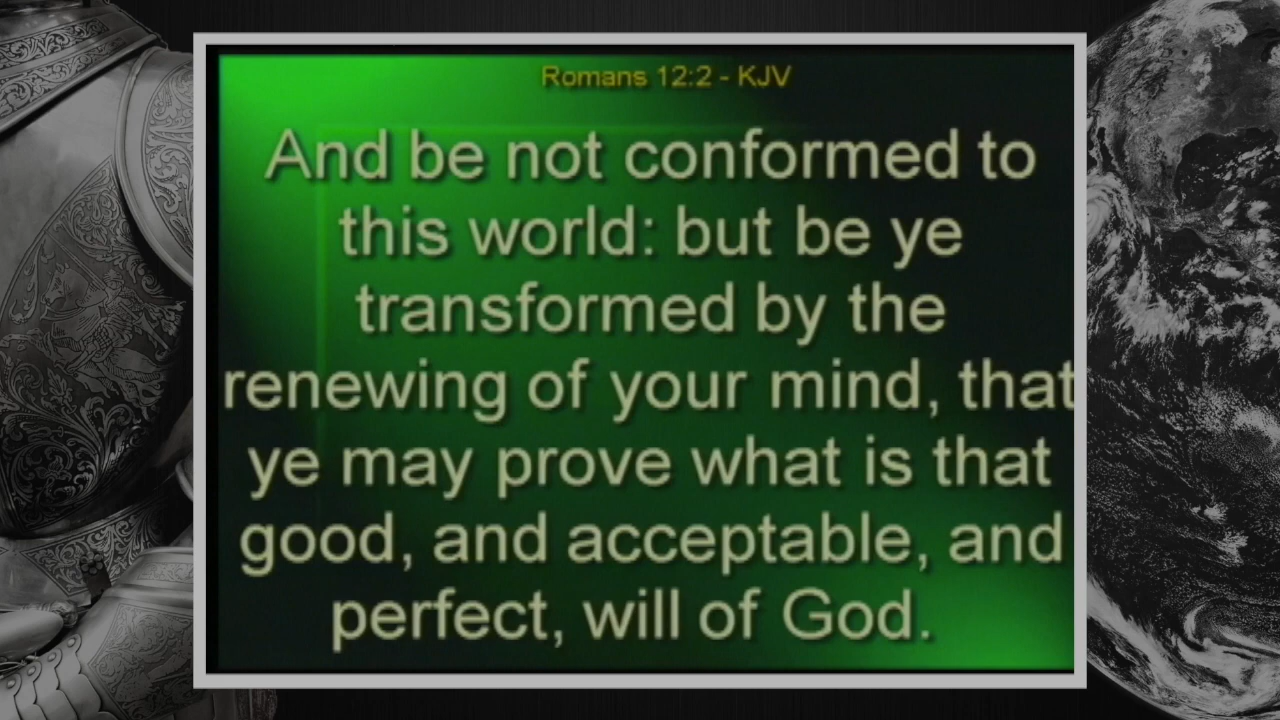 Romans 12:2 - KJV
And be not conformed to
this world: but be ye
transformed by the
renewing of your mind, that
ye may prove what is that
good, and acceptable, and
perfect, will of God.